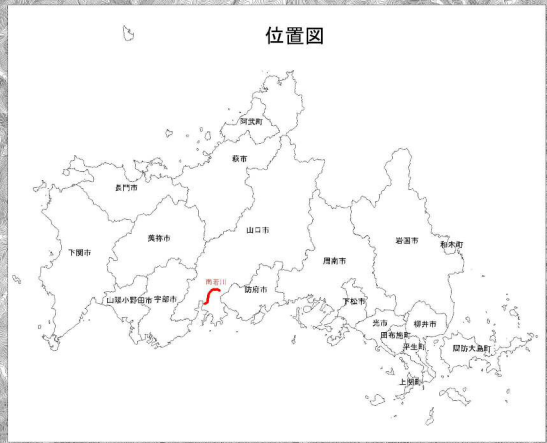 位置図
阿武町
萩市
長門市
山口市
岩国市
美祢市
下関市
和木町
周南市
南若川
防府市
山陽小野田市
宇部市
下松市
光市
柳井市
田布施町
平生町
周防大島町
上関町